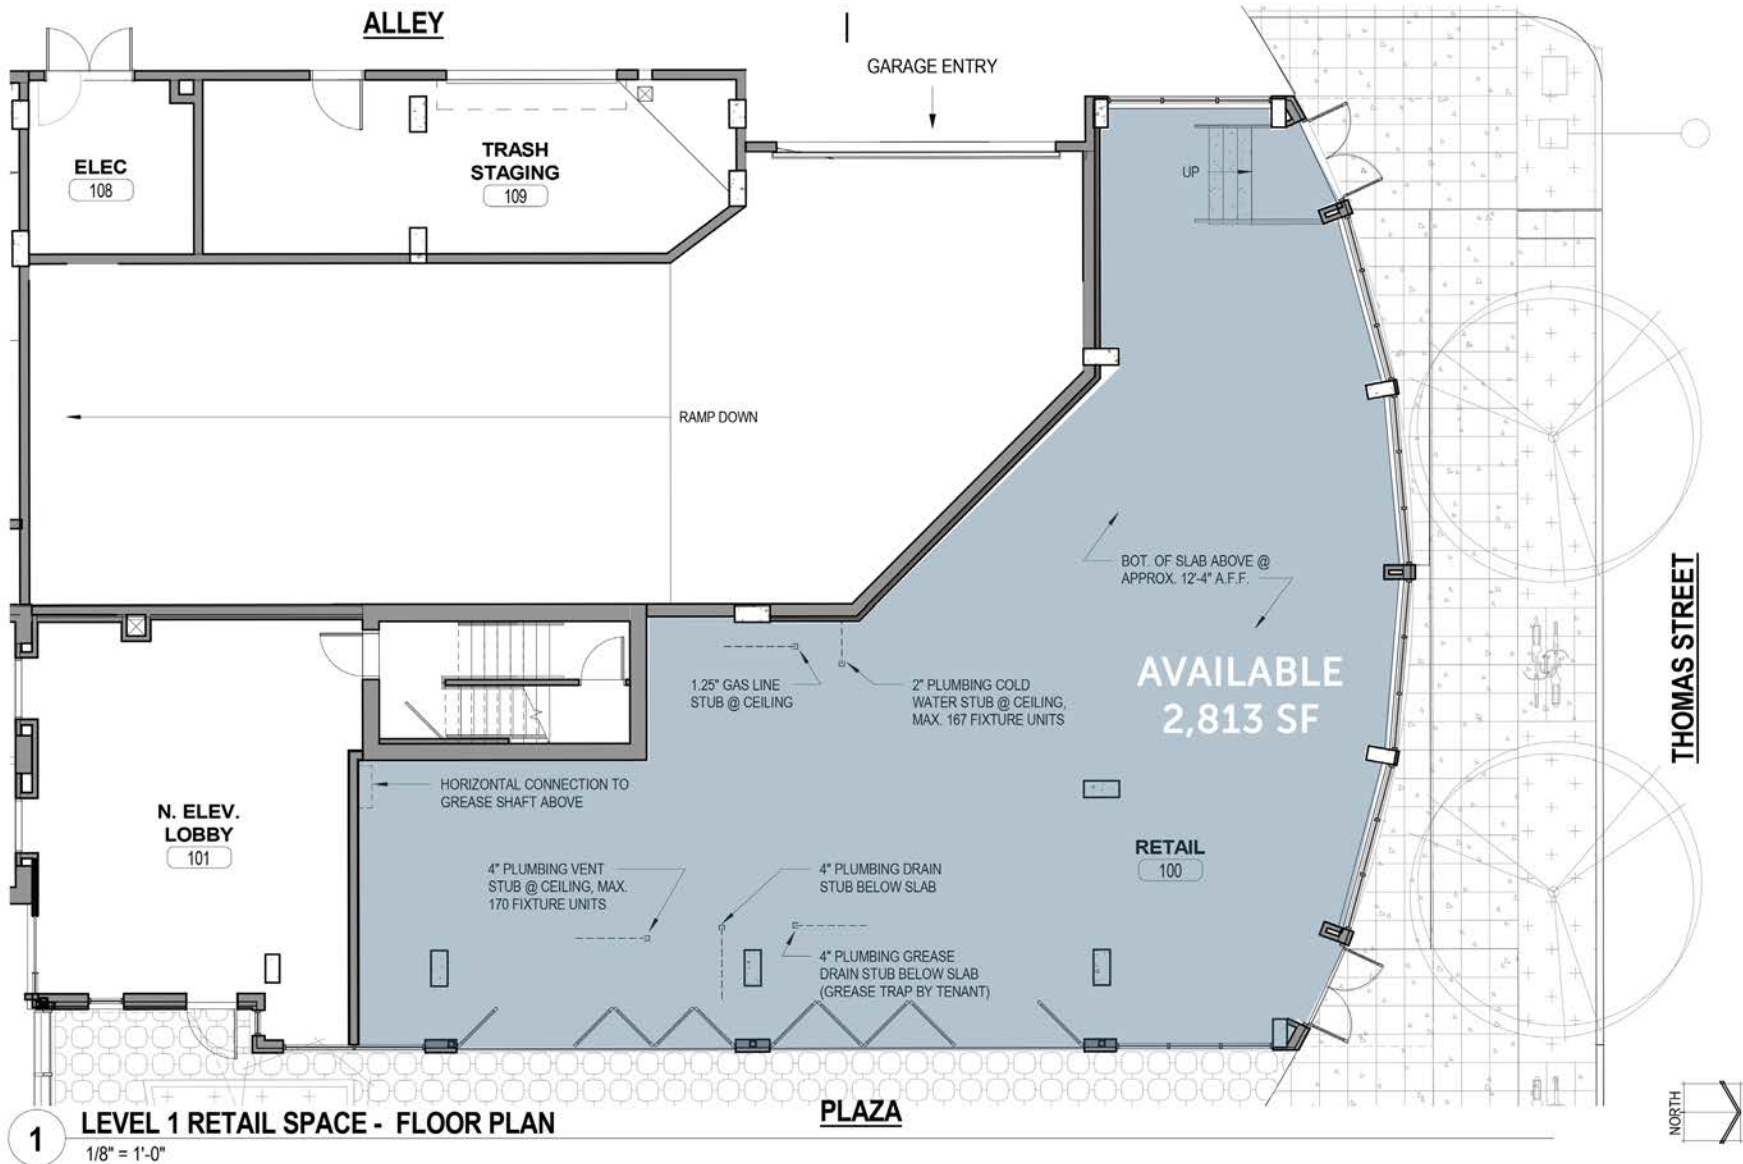 ALLEY
GARAGE ENTRY
ELEC
108
TRASH
STAGING
109
UP
RAMP DOWN
BOT. OF SLAB ABOVE @
APPROX. 12'-4" A.F.F.
AVAILABLE
2,813 SF
THOMAS STREET
1.25" GAS LINE
STUB @ CEILING
2" PLUMBING COLD
WATER STUB @ CEILING,
MAX. 167 FIXTURE UNITS
HORIZONTAL CONNECTION TO
GREASE SHAFT ABOVE
N. ELEV.
LOBBY
101
RETAIL
100
4" PLUMBING VENT
STUB @ CEILING, MAX.
170 FIXTURE UNITS
4" PLUMBING DRAIN
STUB BELOW SLAB
4" PLUMBING GREASE
DRAIN STUB BELOW SLAB
(GREASE TRAP BY TENANT)
PLAZA
1
LEVEL 1 RETAIL SPACE - FLOOR PLAN
1/8" = 1'-0"
NORTH